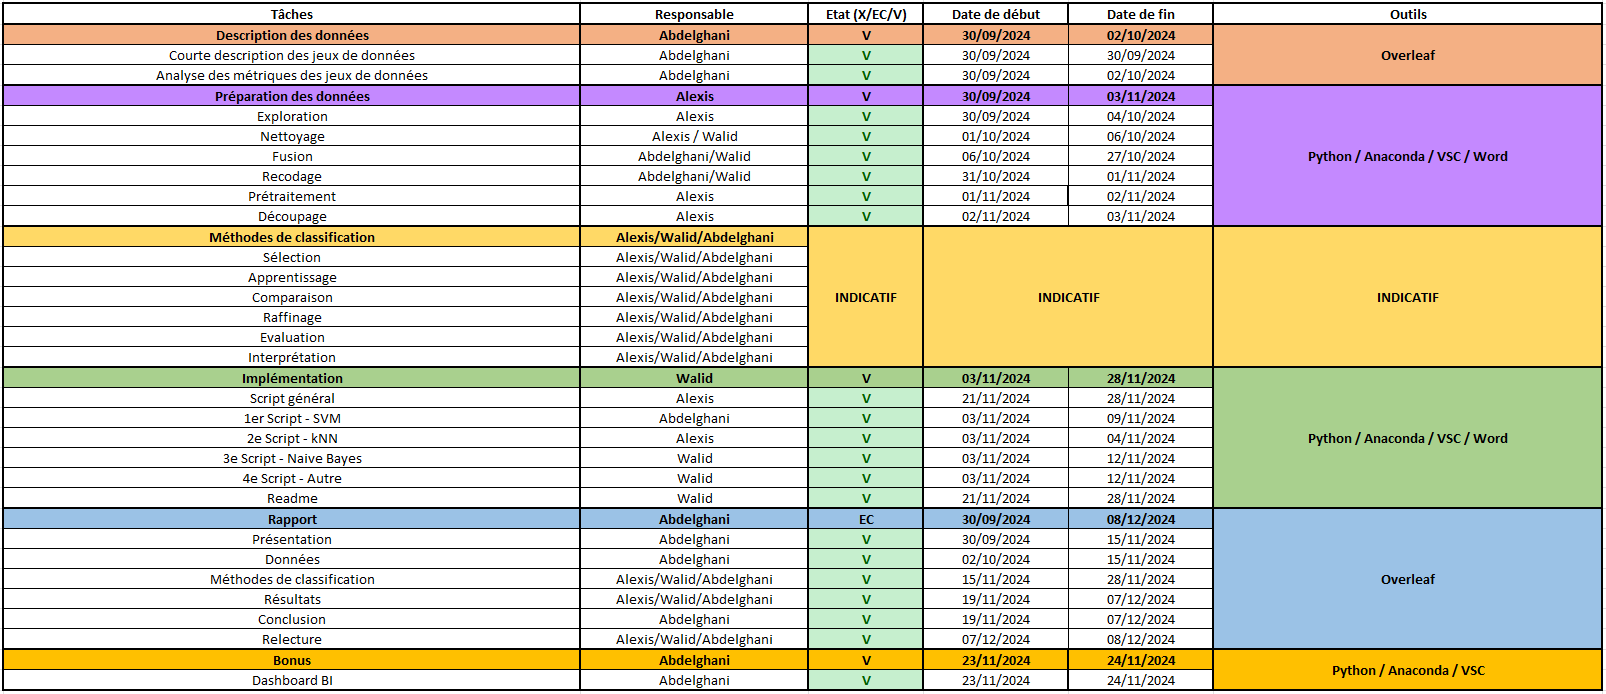 Tâches Responsable Etat (X/EC/V) Date de début Date de fin Outils
Description des données Abdelghani V 30/09/2024 02/10/2024
Courte description des jeux de données Abdelghani V 30/09/2024 30/09/2024 Overleaf
Analyse des métriques des jeux de données Abdelghani V 30/09/2024 02/10/2024
Préparation des données Alexis V 30/09/2024 03/11/2024
Exploration Alexis V 30/09/2024 04/10/2024
Nettoyage Alexis / Walid V 01/10/2024 06/10/2024
Fusion Abdelghani/Walid V 06/10/2024 27/10/2024 Python / Anaconda / VSC / Word
Recodage Abdelghani/Walid V 31/10/2024 01/11/2024
Prétraitement Alexis V 01/11/2024 02/11/2024
Découpage Alexis V 02/11/2024 03/11/2024
Méthodes de classification Alexis/Walid/Abdelghani
Sélection Alexis/Walid/Abdelghani
Apprentissage Alexis/Walid/Abdelghani
Comparaison Alexis/Walid/Abdelghani INDICATIF INDICATIF INDICATIF
Raffinage Alexis/Walid/Abdelghani
Evaluation Alexis/Walid/Abdelghani
Interprétation Alexis/Walid/Abdelghani
Implémentation Walid V 03/11/2024 28/11/2024
Script général Alexis V 21/11/2024 28/11/2024
1er Script - SVM Abdelghani V 03/11/2024 09/11/2024
2e Script - kNN Alexis V 03/11/2024 04/11/2024 Python / Anaconda / VSC / Word
3e Script - Naive Bayes Walid V 03/11/2024 12/11/2024
4e Script - Autre Walid V 03/11/2024 12/11/2024
Readme Walid V 21/11/2024 28/11/2024
Rapport Abdelghani EC 30/09/2024 08/12/2024
Présentation Abdelghani V 30/09/2024 15/11/2024
Données Abdelghani V 02/10/2024 15/11/2024
Méthodes de classification Alexis/Walid/Abdelghani V 15/11/2024 28/11/2024 Overleaf
Résultats Alexis/Walid/Abdelghani V 19/11/2024 07/12/2024
Conclusion Abdelghani V 19/11/2024 07/12/2024
Relecture Alexis/Walid/Abdelghani V 07/12/2024 08/12/2024
Bonus Abdelghani V 23/11/2024 24/11/2024 Python / Anaconda / VSC
Dashboard BI Abdelghani V 23/11/2024 24/11/2024